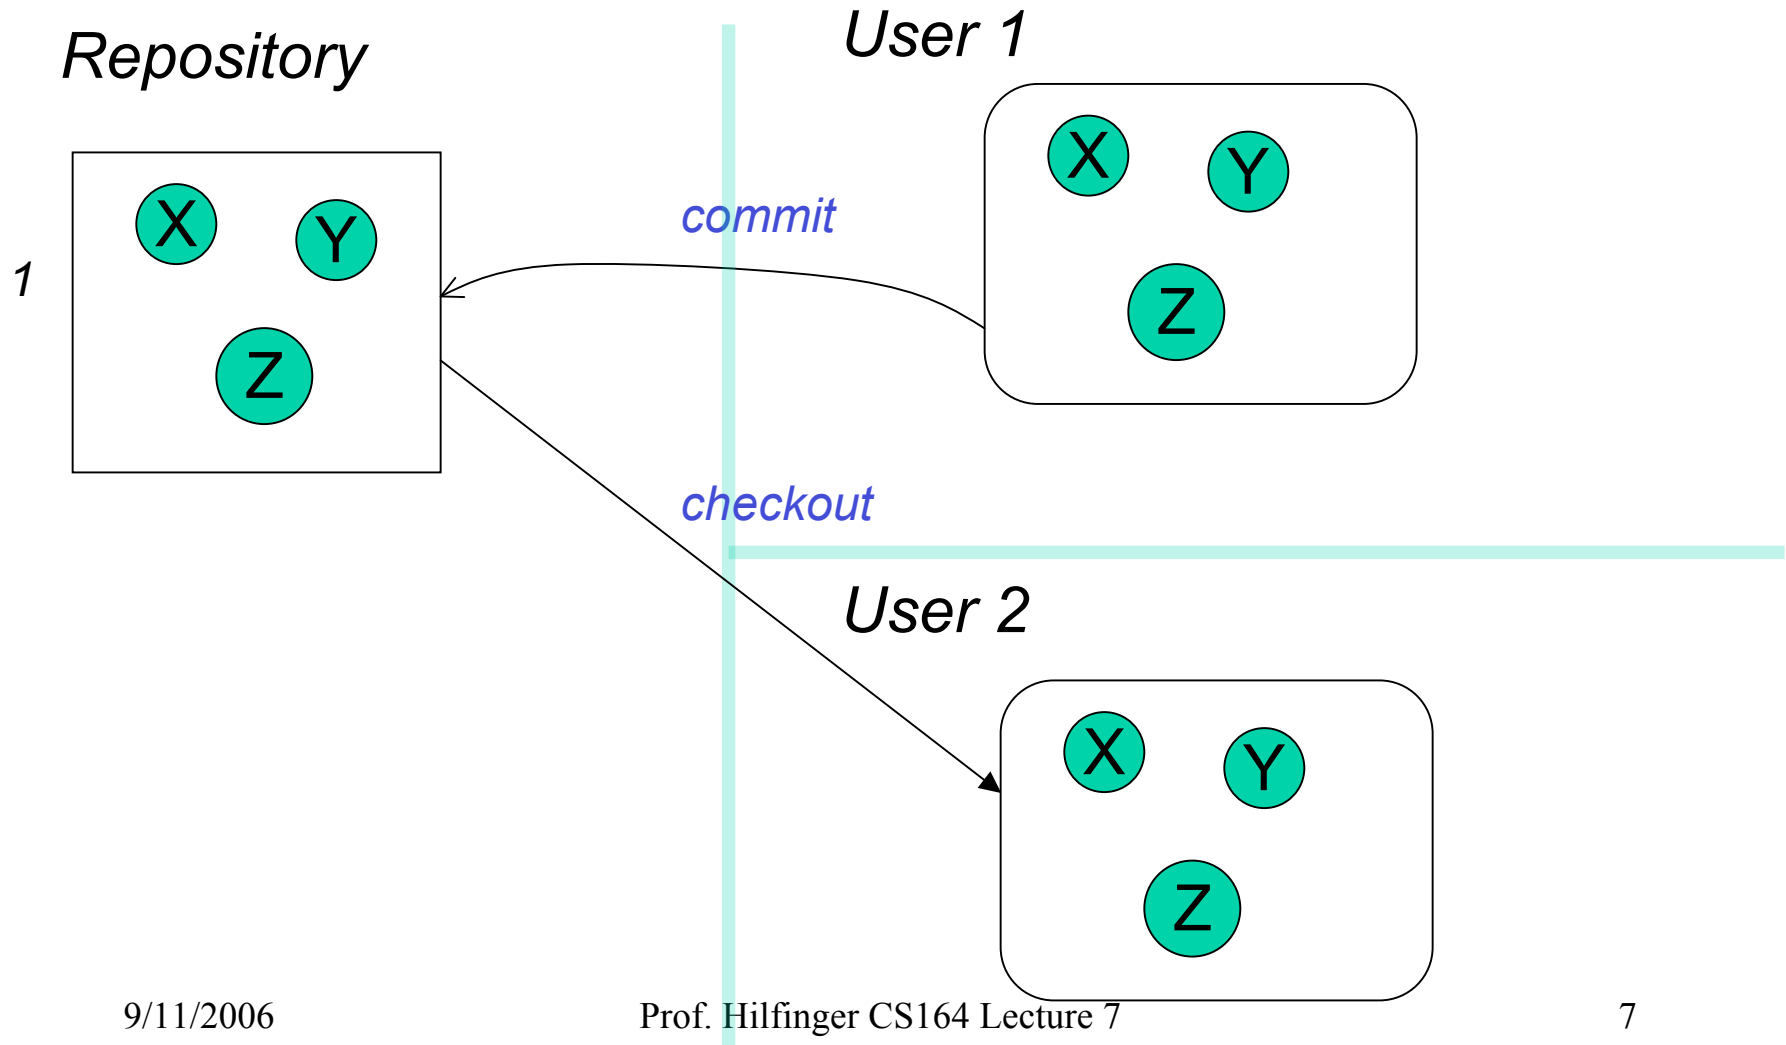 Repository
User 1
X
Y
Z
1
commit
X
Y
Z
checkout
User 2
X
Y
Z
9/11/2006
Prof. Hilfinger CS164 Lecture 7
7